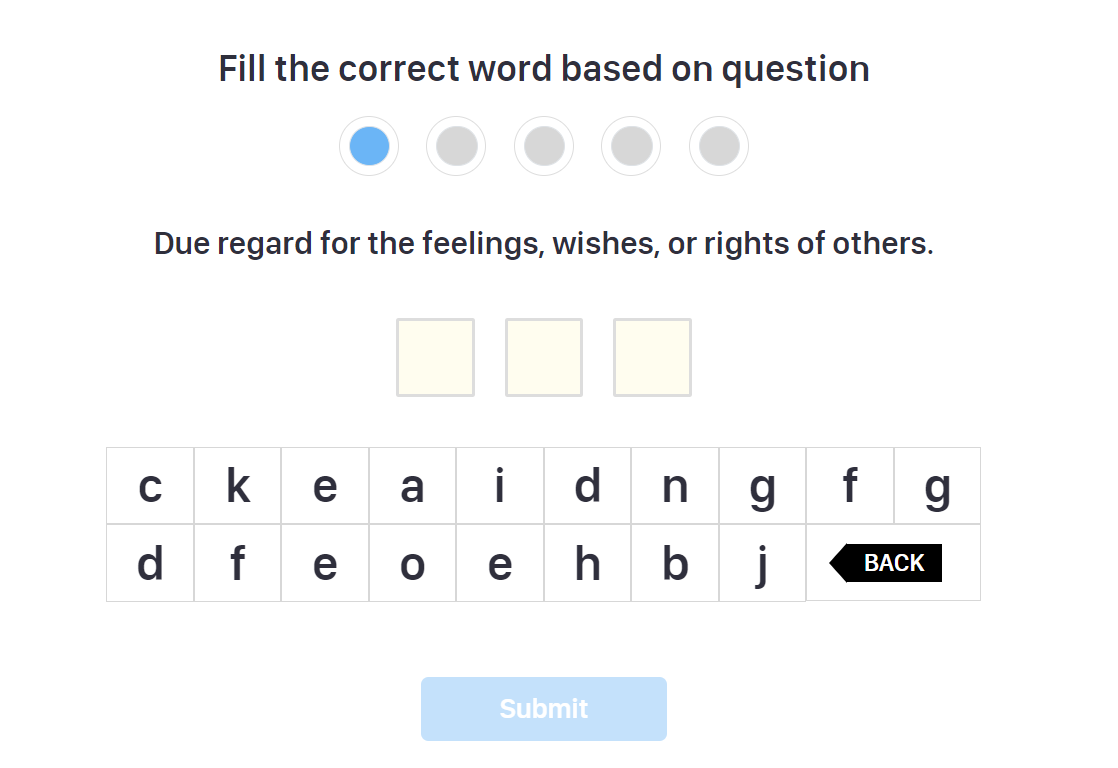 Fill the correct word based on question
Due regard for the feelings, wishes, or rights of others.
c k e a i d n g f g
d f e o e h b j BACK
Submit